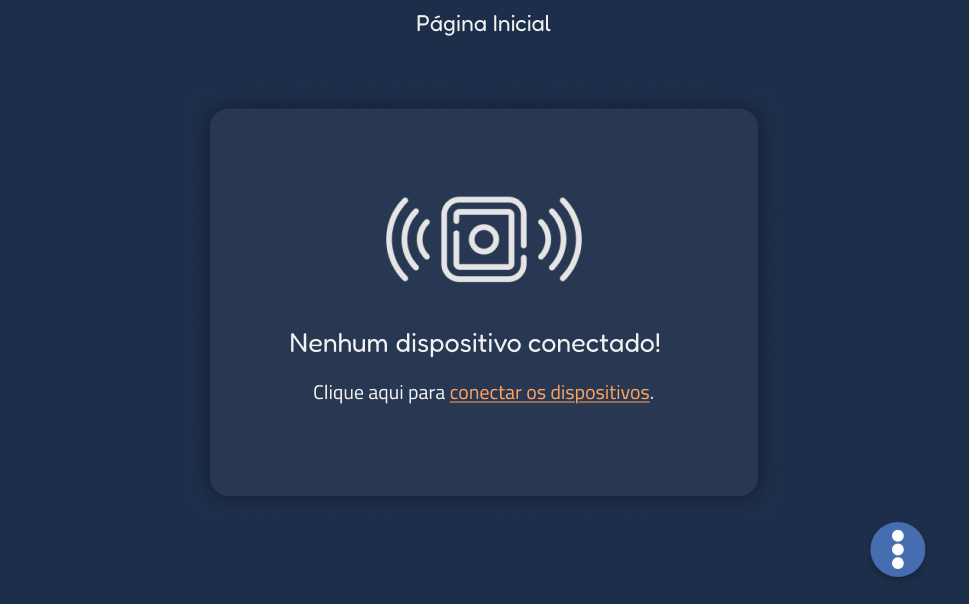 Página Inicial
Nenhum dispositivo conectado!
Clique aqui para conectar os dispositivos.